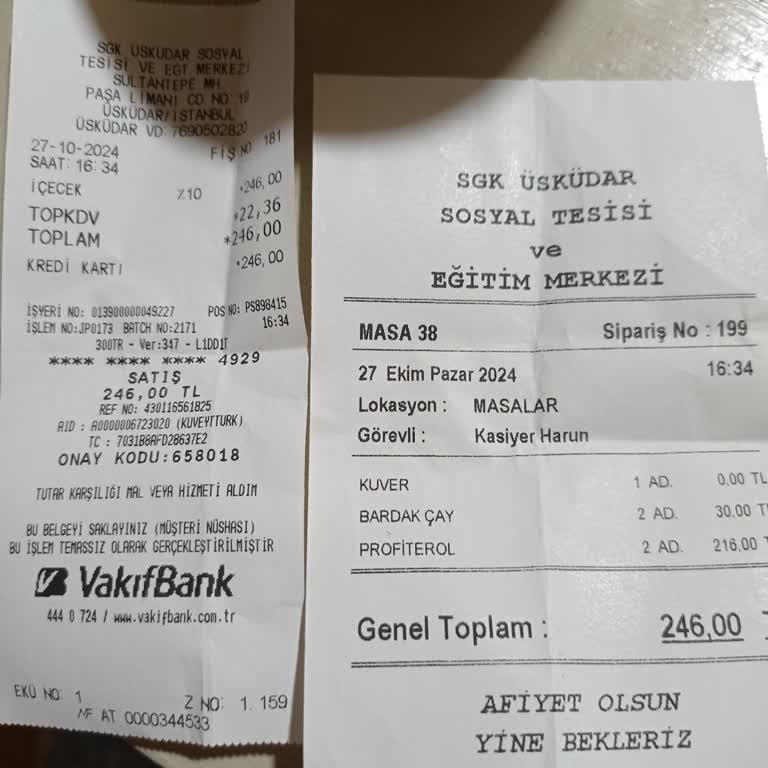 SGK ÜSKÜDAR SOSYAL
TESİSİ VE EĞT.MERKEZİ
SULTANTEPE MH.
PAŞA LİMANI CD.NO:19
ÜSKÜDAR/İSTANBUL
ÜSKÜDAR VD:7690502820
27-10-2024 FİŞ NO: 181
SAAT: 16:34
İÇECEK %10 *246,00
TOPKDV *22,36
TOPLAM *246,00
KREDİ KARTI *246,00
İŞYERİ NO: 013900000049227 POS NO: PS898415
İŞLEM NO:JP0173 BATCH NO:2171 16:34
300TR - Ver:347 - L1DD1T
**** **** **** 4929
SATIŞ
246,00 TL
REF NO: 430116561825
AID : A0000006723020 (KUVEYTTURK)
TC : 7031B8AFD28637E2
ONAY KODU:658018
TUTAR KARŞILIĞI MAL VEYA HİZMETİ ALDIM
BU BELGEYİ SAKLAYINIZ (MÜŞTERİ NÜSHASI)
BU İŞLEM TEMASSIZ OLARAK GERÇEKLEŞTİRİLMİŞTİR
VakıfBank
444 0 724 / www.vakifbank.com.tr
EKÜ NO: 1 Z NO: 1.159
MF AT 0000344533
SGK ÜSKÜDAR
SOSYAL TESİSİ
ve
EĞİTİM MERKEZİ
MASA 38 Sipariş No : 199
27 Ekim Pazar 2024 16:34
Lokasyon : MASALAR
Görevli : Kasiyer Harun
KUVER 1 AD. 0,00 TL
BARDAK ÇAY 2 AD. 30,00 TL
PROFİTEROL 2 AD. 216,00
Genel Toplam : 246,00
AFİYET OLSUN
YİNE BEKLERİZ